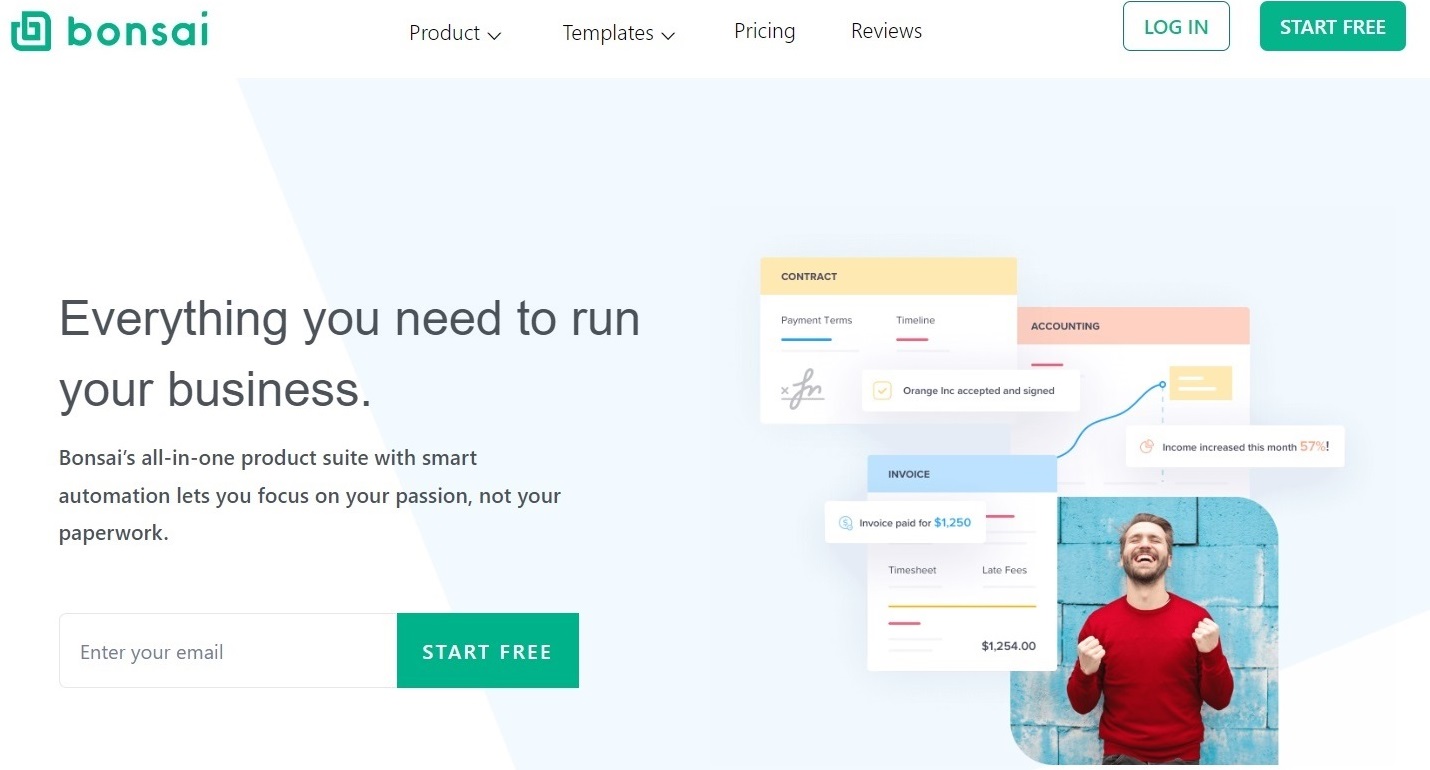 bonsai
Product
Templates
Pricing
Reviews
LOG IN
START FREE
Everything you need to run
your business.
Bonsai’s all-in-one product suite with smart
automation lets you focus on your passion, not your
paperwork.
Enter your email
START FREE
CONTRACT
Payment Terms
Timeline
Orange Inc accepted and signed
ACCOUNTING
Income increased this month 57%!
INVOICE
Invoice paid for $1,250
Timesheet
Late Fees
$1,254.00